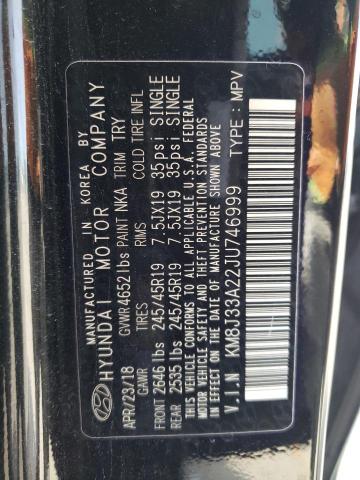 MANUFACTURED IN KOREA BY
HYUNDAI MOTOR COMPANY
APR/23/18 GVWR4652 lbs PAINT NKA TRIM TRY
GAWR TIRES RIMS COLD TIRE INFL
FRONT 2646 lbs 245/45R19 7.5JX19 35psi SINGLE
REAR 2535 lbs 245/45R19 7.5JX19 35psi SINGLE
THIS VEHICLE CONFORMS TO ALL APPLICABLE U.S.A. FEDERAL
MOTOR VEHICLE SAFETY AND THEFT PREVENTION STANDARDS
IN EFFECT ON THE DATE OF MANUFACTURE SHOWN ABOVE.
V.I.N KM8J33A22JU746999 TYPE: MPV